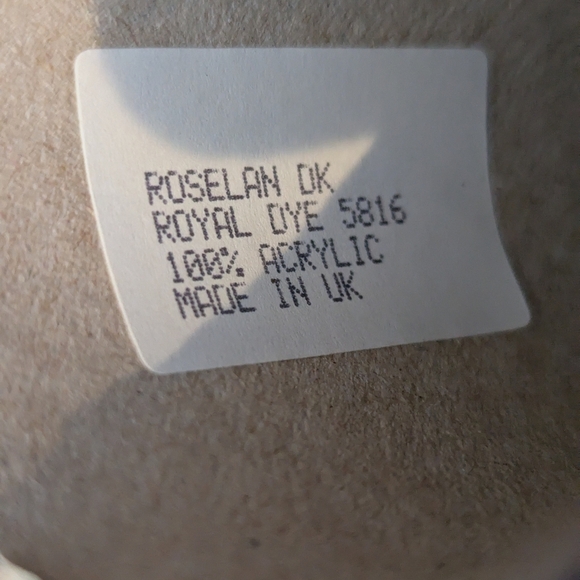 ROSELAN DK
ROYAL DYE 5816
100% ACRYLIC
MADE IN UK